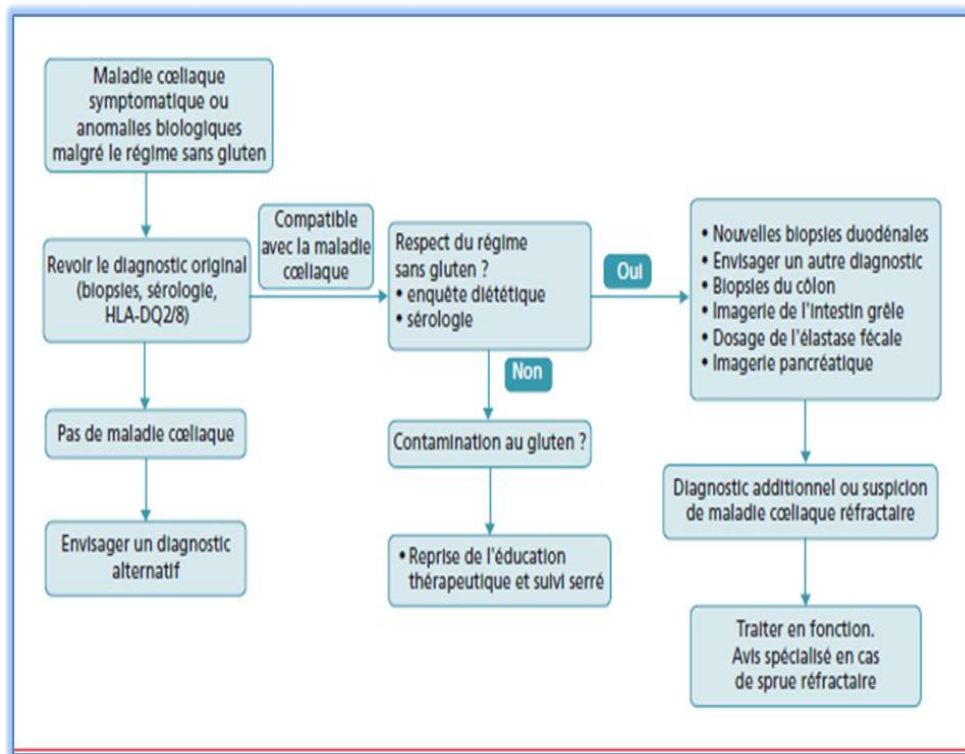 Maladie cœliaque
symptomatique ou
anomalies biologiques
malgré le régime sans gluten
Revoir le diagnostic original
(biopsies, sérologie,
HLA-DQ2/8)
Pas de maladie cœliaque
Envisager un diagnostic
alternatif
Compatible
avec la maladie
cœliaque
Respect du régime
sans gluten ?
• enquête diététique
• sérologie
Non
Contamination au gluten ?
• Reprise de l'éducation
thérapeutique et suivi serré
Oui
• Nouvelles biopsies duodénales
• Envisager un autre diagnostic
• Biopsies du côlon
• Imagerie de l'intestin grêle
• Dosage de l'élastase fécale
• Imagerie pancréatique
Diagnostic additionnel ou suspicion
de maladie cœliaque réfractaire
Traiter en fonction.
Avis spécialisé en cas
de sprue réfractaire